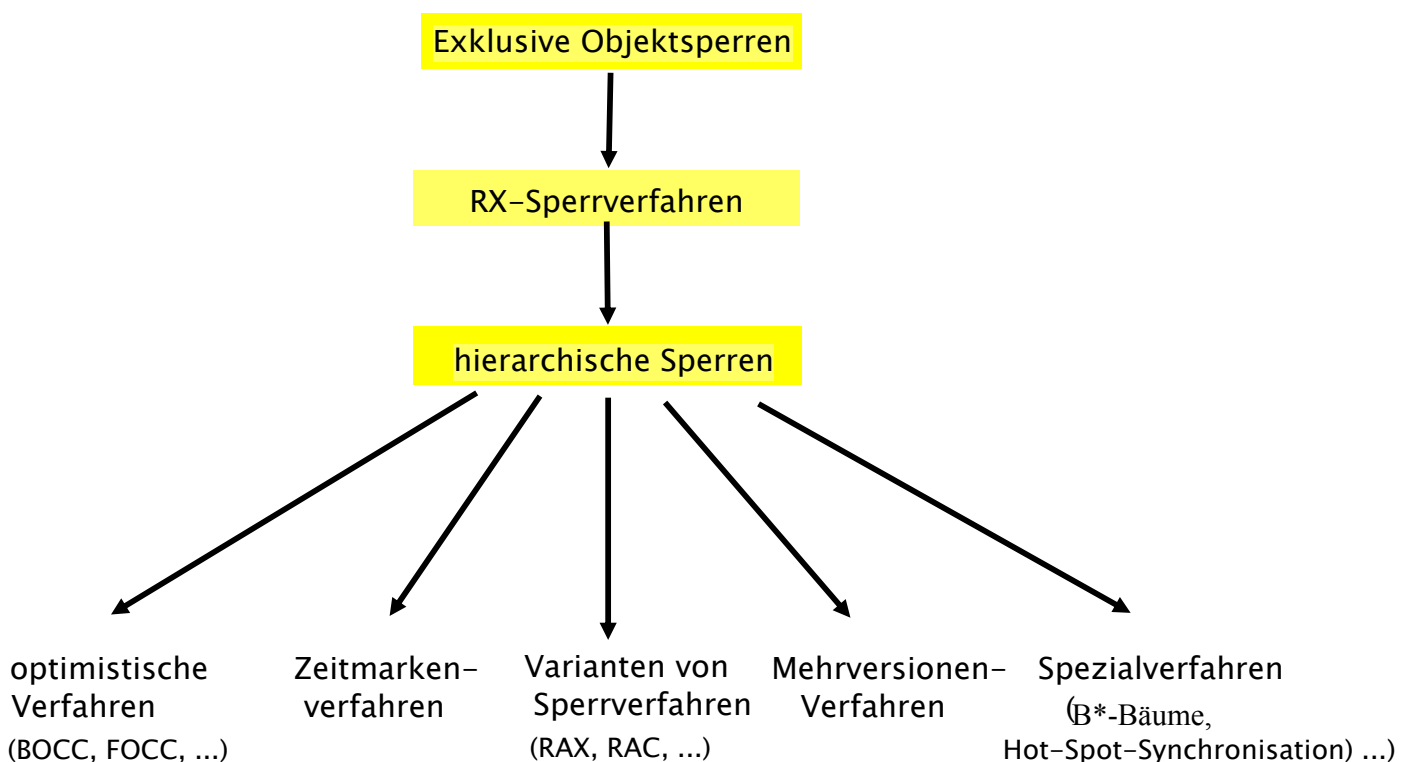 Exklusive Objektsperren
RX-Sperrverfahren
hierarchische Sperren
optimistische
Verfahren
(BOCC, FOCC, ...)
Zeitmarken-
verfahren
Varianten von
Sperrverfahren
(RAX, RAC, ...)
Mehrversionen-
Verfahren
Spezialverfahren
(B*-Bäume,
Hot-Spot-Synchronisation) ...)